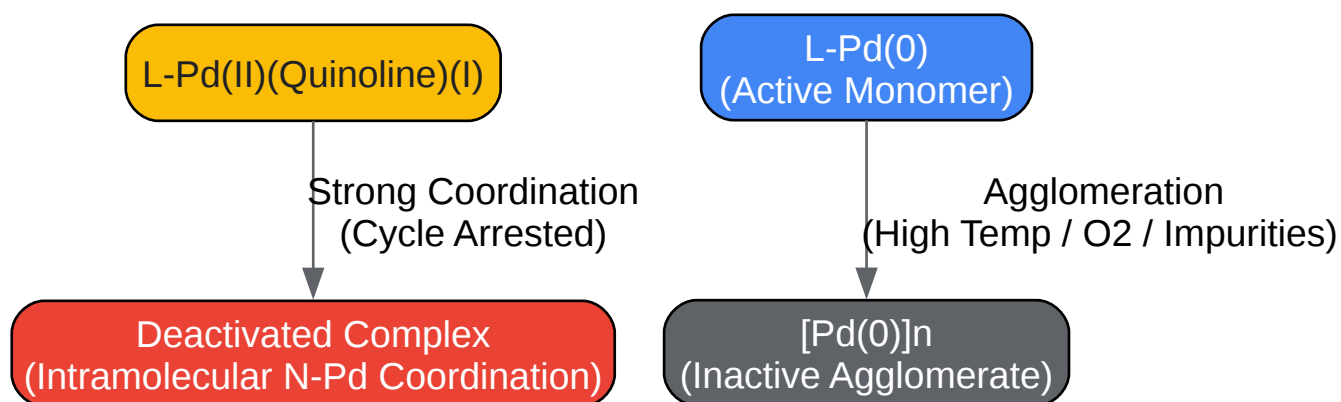 L-Pd(II)(Quinoline)(I)
Strong Coordination
(Cycle Arrested)
Deactivated Complex
(Intramolecular N-Pd Coordination)
L-Pd(0)
(Active Monomer)
Agglomeration
(High Temp / O2 / Impurities)
[Pd(0)]n
(Inactive Agglomerate)